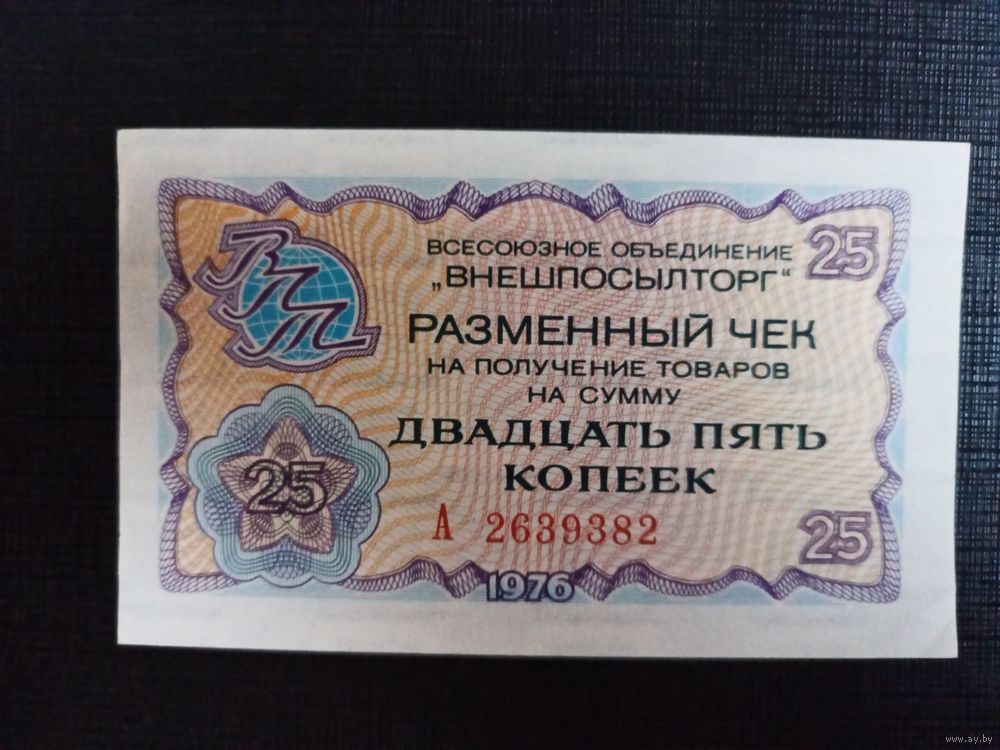 ВСЕСОЮЗНОЕ ОБЪЕДИНЕНИЕ
„ВНЕШПОСЫЛТОРГ“
25
ВПТ
РАЗМЕННЫЙ ЧЕК
НА ПОЛУЧЕНИЕ ТОВАРОВ
НА СУММУ
ДВАДЦАТЬ ПЯТЬ
КОПЕЕК
25
А 2639382
25
1976
www.ay.by